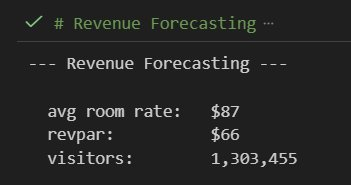 # Revenue Forecasting ...
--- Revenue Forecasting ---
avg room rate: $87
revpar: $66
visitors: 1,303,455